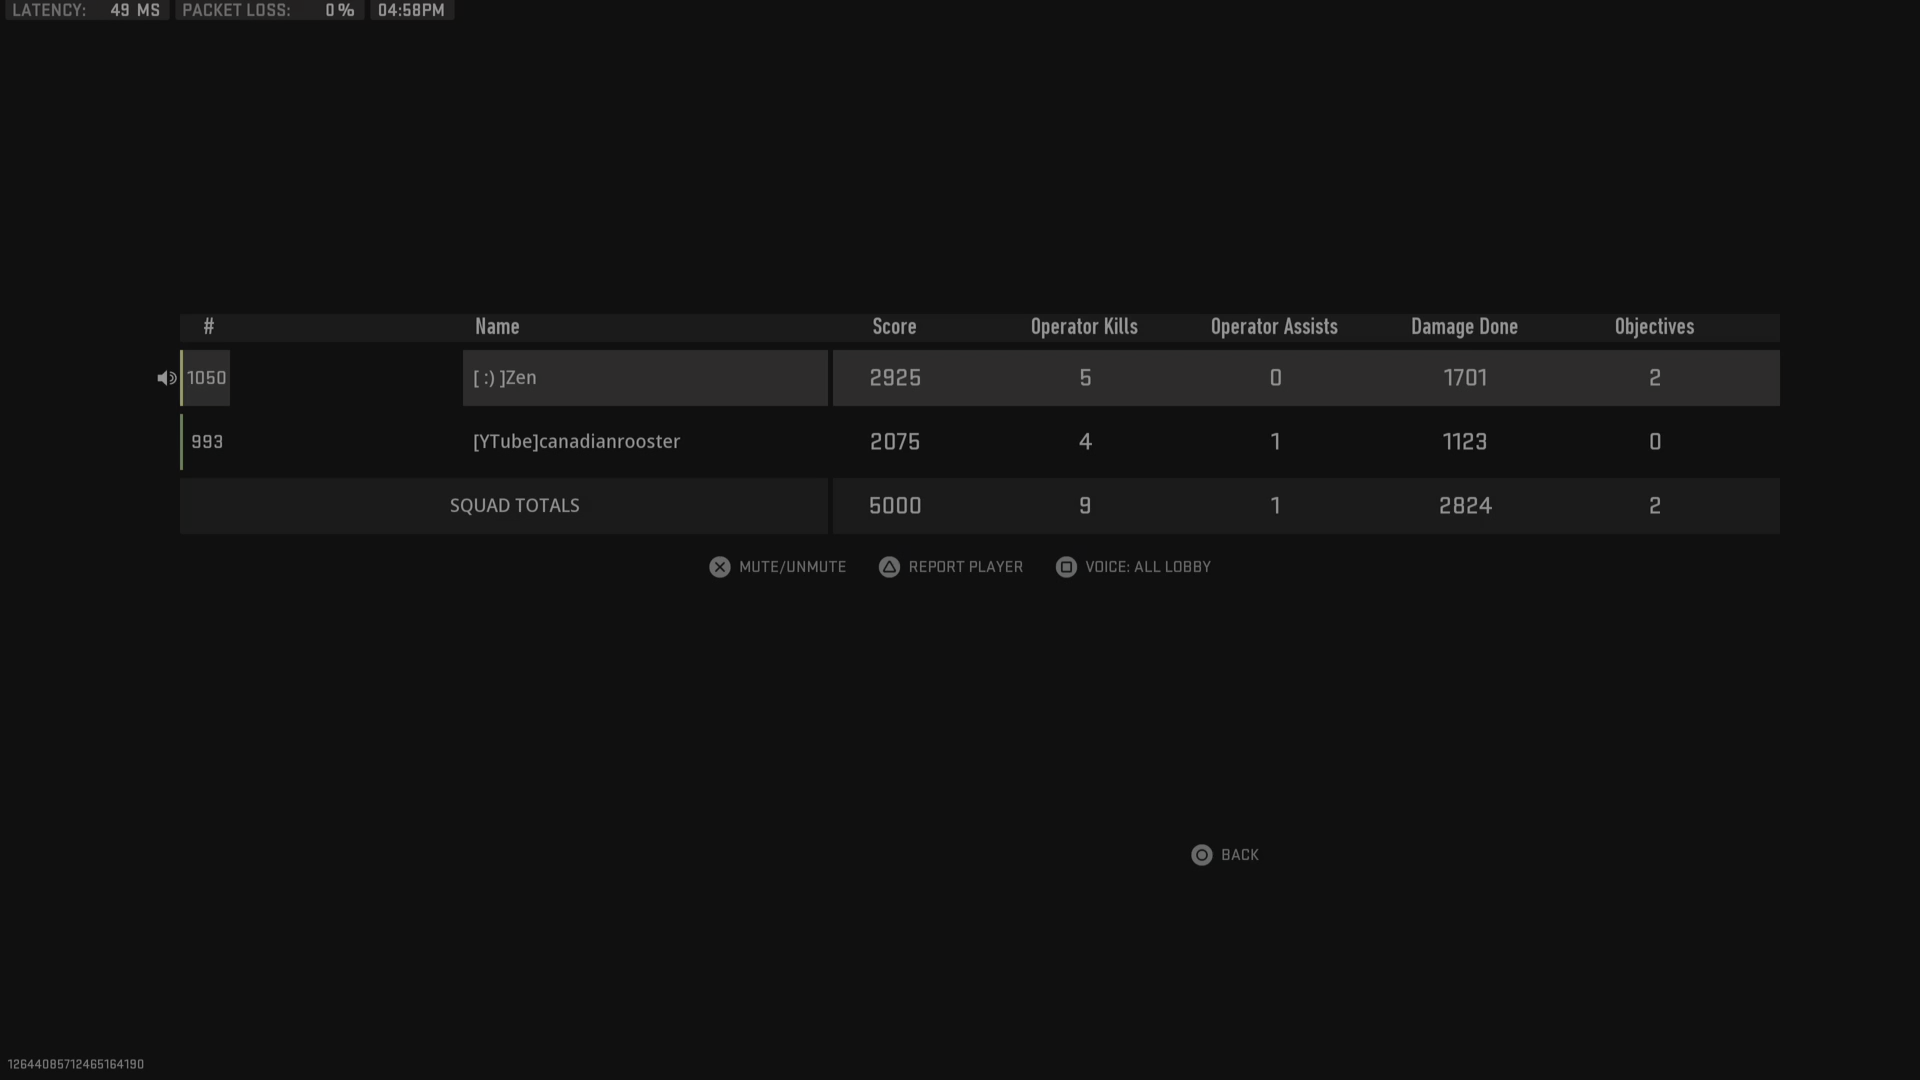 LATENCY: 49 MS PACKET LOSS: 0% 04:58PM
# Name Score Operator Kills Operator Assists Damage Done Objectives
1050 [ :) ]Zen 2925 5 0 1701 2
993 [YTube]canadianrooster 2075 4 1 1123 0
SQUAD TOTALS 5000 9 1 2824 2
MUTE/UNMUTE REPORT PLAYER VOICE: ALL LOBBY
BACK
12644085712465164190